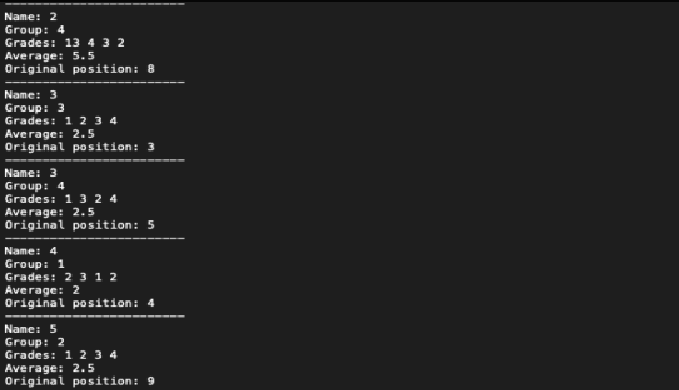 ------------------------
Name: 2
Group: 4
Grades: 13 4 3 2
Average: 5.5
Original position: 8
------------------------
Name: 3
Group: 3
Grades: 1 2 3 4
Average: 2.5
Original position: 3
------------------------
Name: 3
Group: 4
Grades: 1 3 2 4
Average: 2.5
Original position: 5
------------------------
Name: 4
Group: 1
Grades: 2 3 1 2
Average: 2
Original position: 4
------------------------
Name: 5
Group: 2
Grades: 1 2 3 4
Average: 2.5
Original position: 9